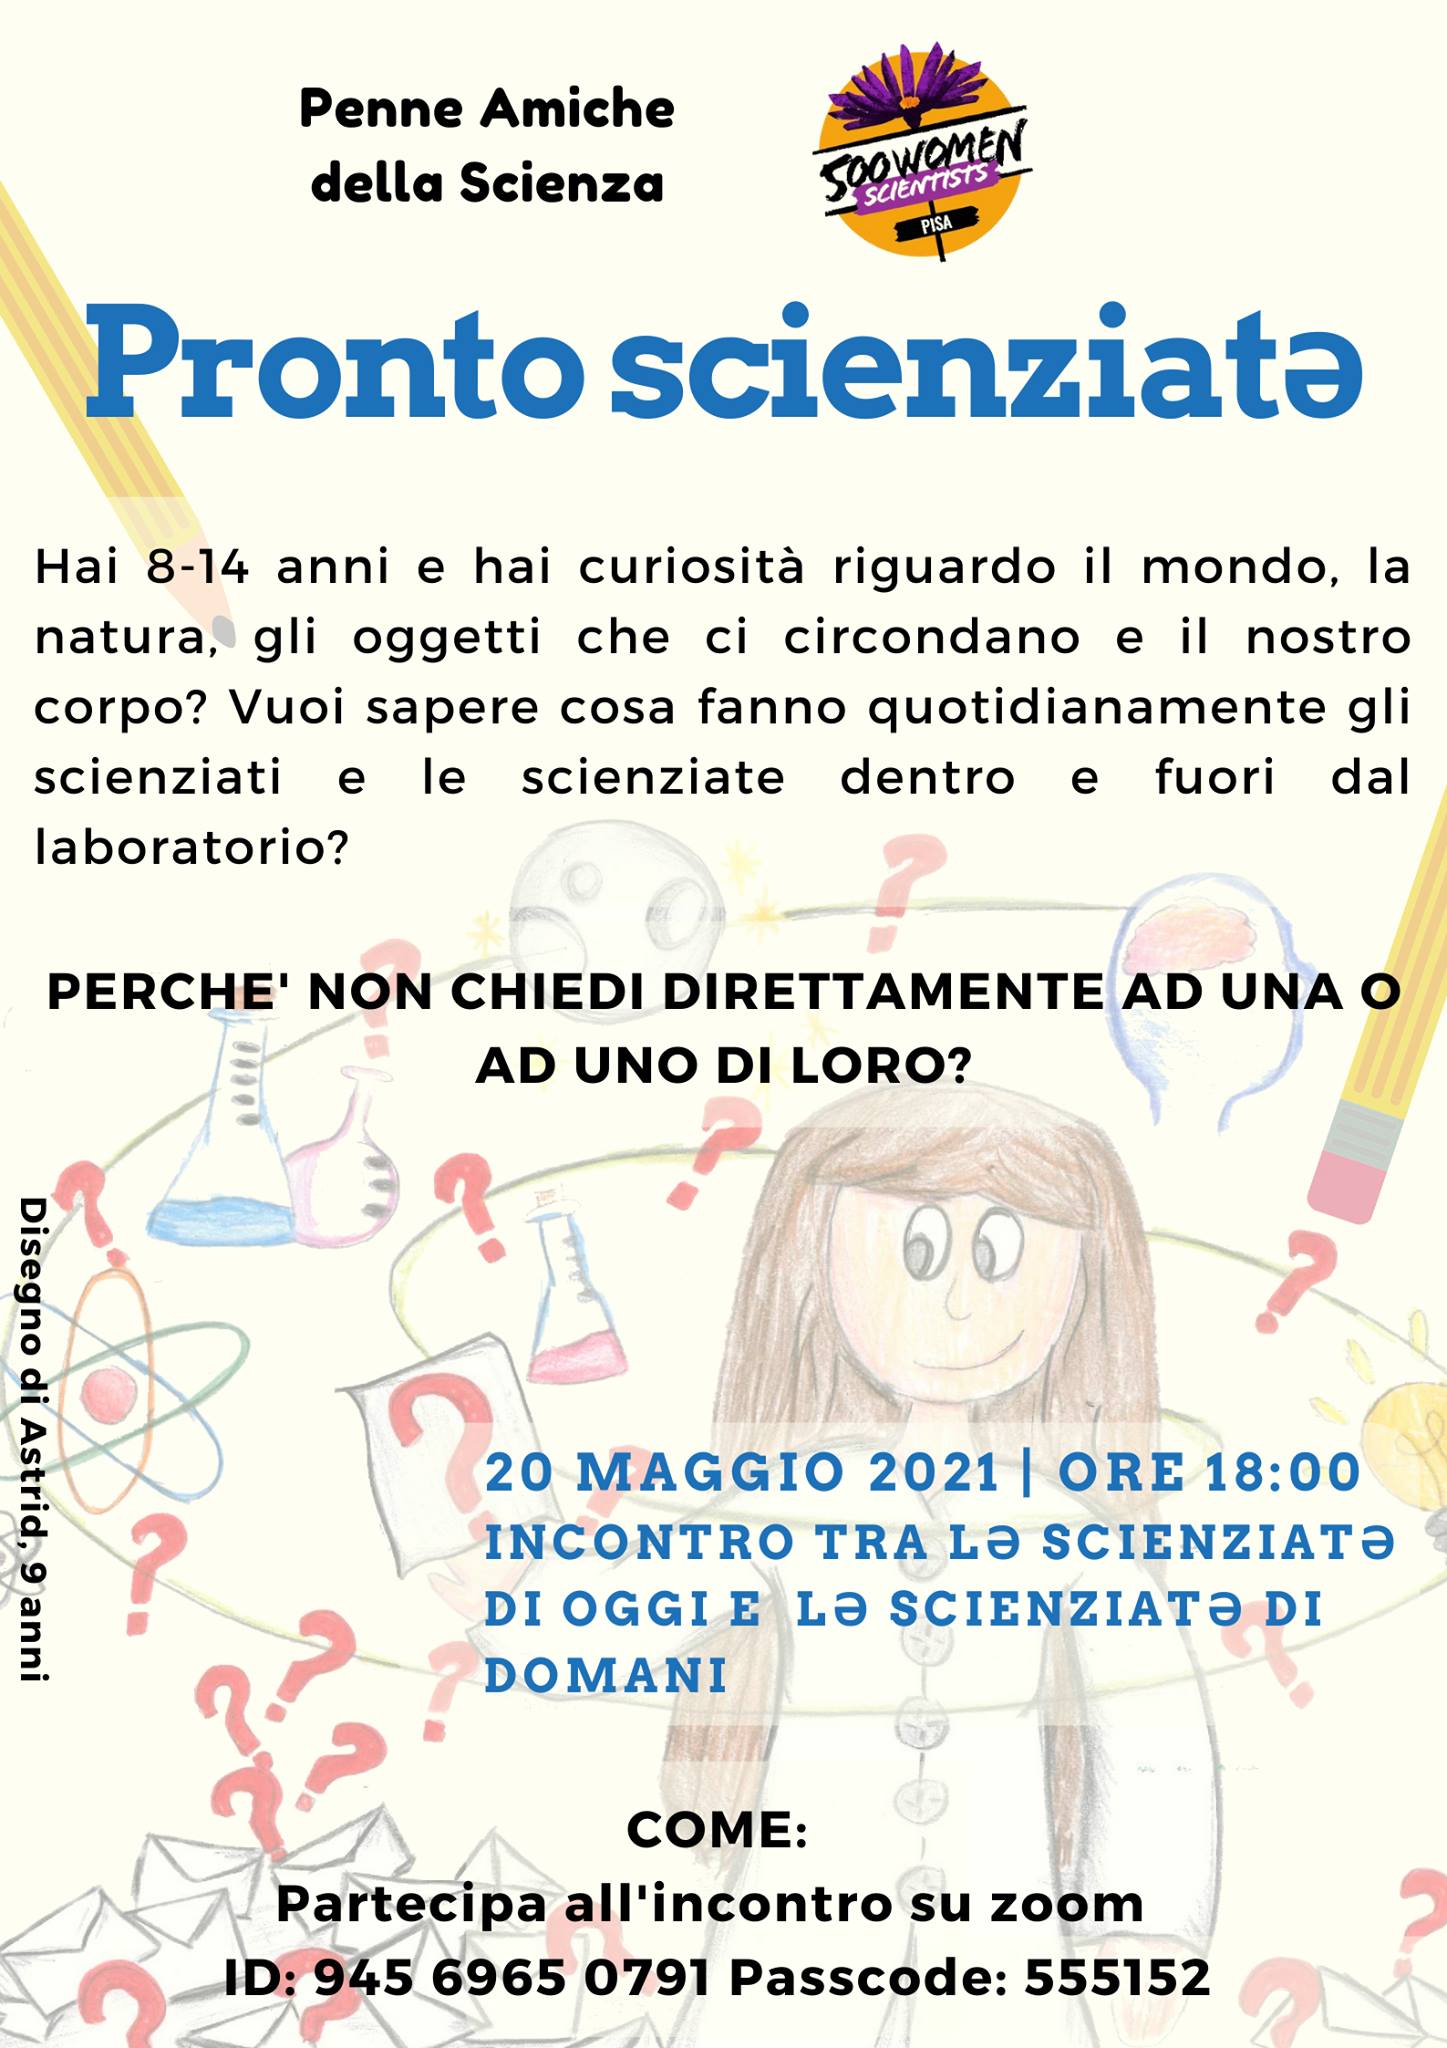 Penne Amiche
della Scienza
500 WOMEN
SCIENTISTS
PISA
Pronto scienziatə
Hai 8-14 anni e hai curiosità riguardo il mondo, la
natura, gli oggetti che ci circondano e il nostro
corpo? Vuoi sapere cosa fanno quotidianamente gli
scienziati e le scienziate dentro e fuori dal
laboratorio?
PERCHE' NON CHIEDI DIRETTAMENTE AD UNA O
AD UNO DI LORO?
Disegno di Astrid, 9 anni
20 MAGGIO 2021 | ORE 18:00
INCONTRO TRA LƏ SCIENZIATƏ
DI OGGI E LƏ SCIENZIATƏ DI
DOMANI
COME:
Partecipa all'incontro su zoom
ID: 945 6965 0791 Passcode: 555152